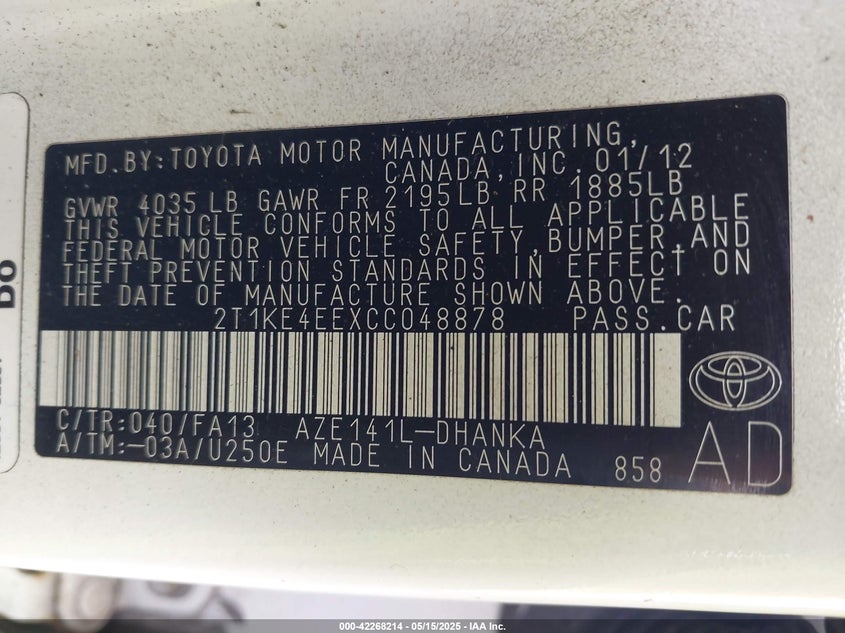 MFD.BY:TOYOTA MOTOR MANUFACTURING,
CANADA,INC. 01/12
GVWR 4035 LB GAWR FR 2195LB RR 1885LB
THIS VEHICLE CONFORMS TO ALL APPLICABLE
FEDERAL MOTOR VEHICLE SAFETY,BUMPER,AND
THEFT PREVENTION STANDARDS IN EFFECT ON
THE DATE OF MANUFACTURE SHOWN ABOVE.
2T1KE4EEXCC048878 PASS.CAR
C/TR:040/FA13 AZE141L-DHANKA
A/TM:-03A/U250E MADE IN CANADA 858
AD
000-42268214 - 05/15/2025 - IAA Inc.